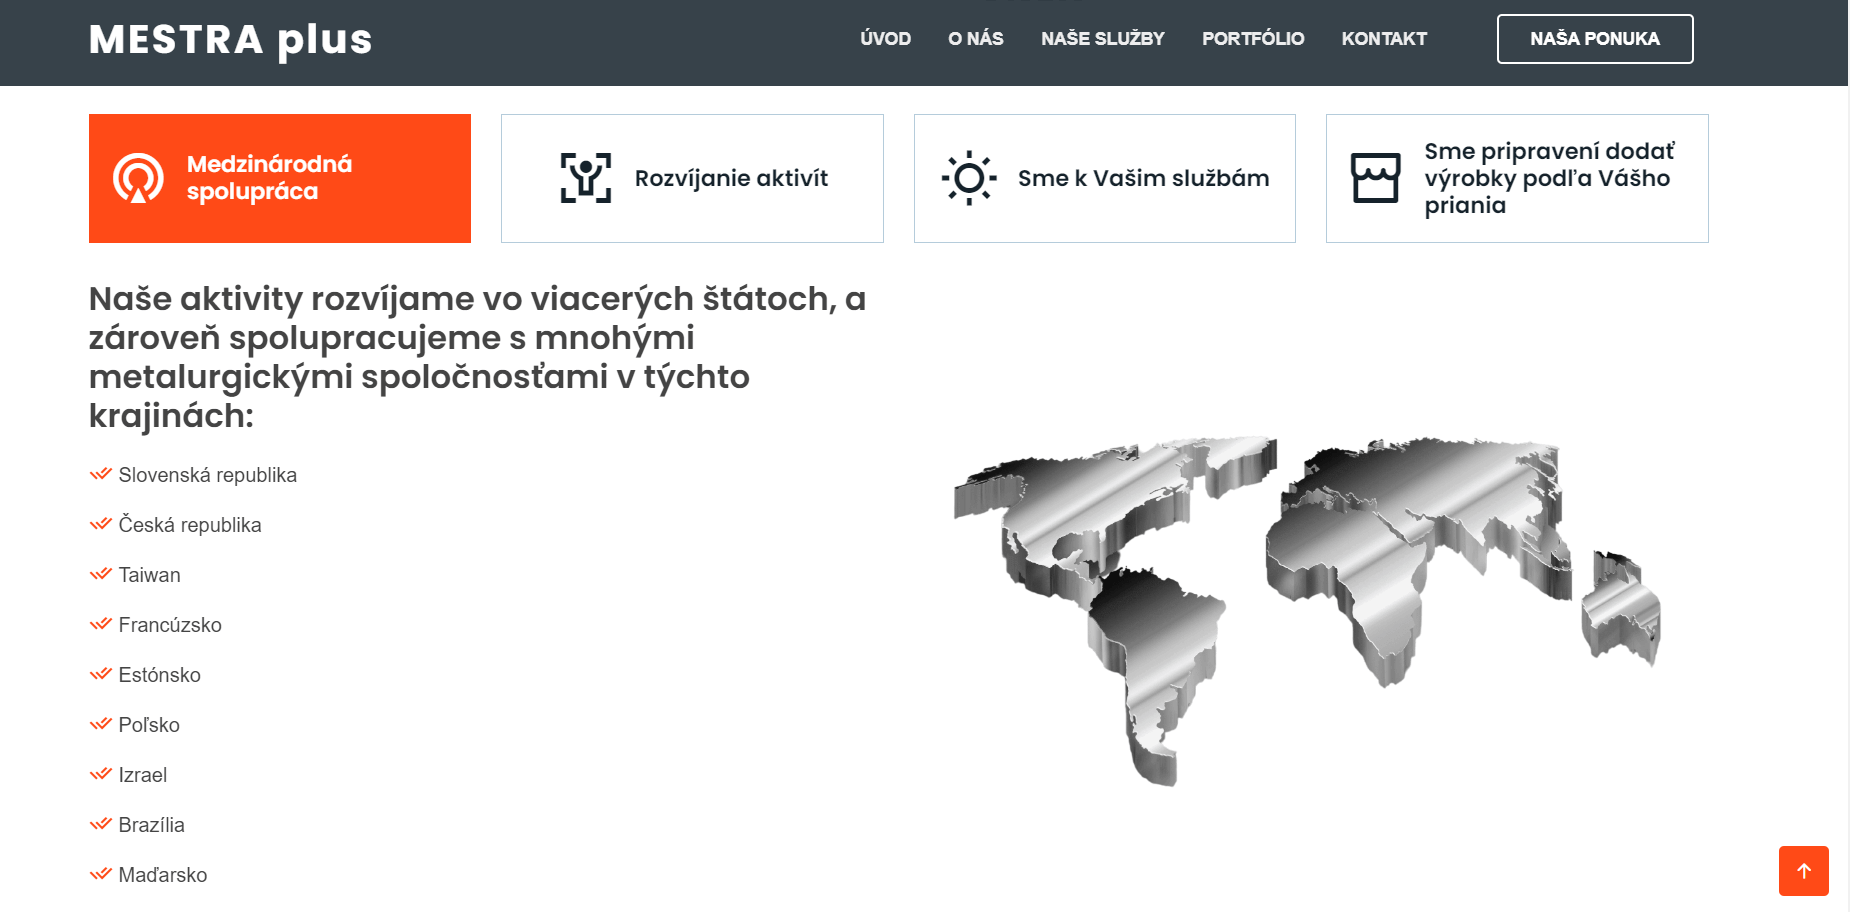 MESTRA plus
ÚVOD O NÁS NAŠE SLUŽBY PORTFÓLIO KONTAKT NAŠA PONUKA
Medzinárodná
spolupráca
Rozvíjanie aktivít
Sme k Vašim službám
Sme pripravení dodať
výrobky podľa Vášho
priania
Naše aktivity rozvíjame vo viacerých štátoch, a
zároveň spolupracujeme s mnohými
metalurgickými spoločnosťami v týchto
krajinách:
Slovenská republika
Česká republika
Taiwan
Francúzsko
Estónsko
Poľsko
Izrael
Brazília
Maďarsko